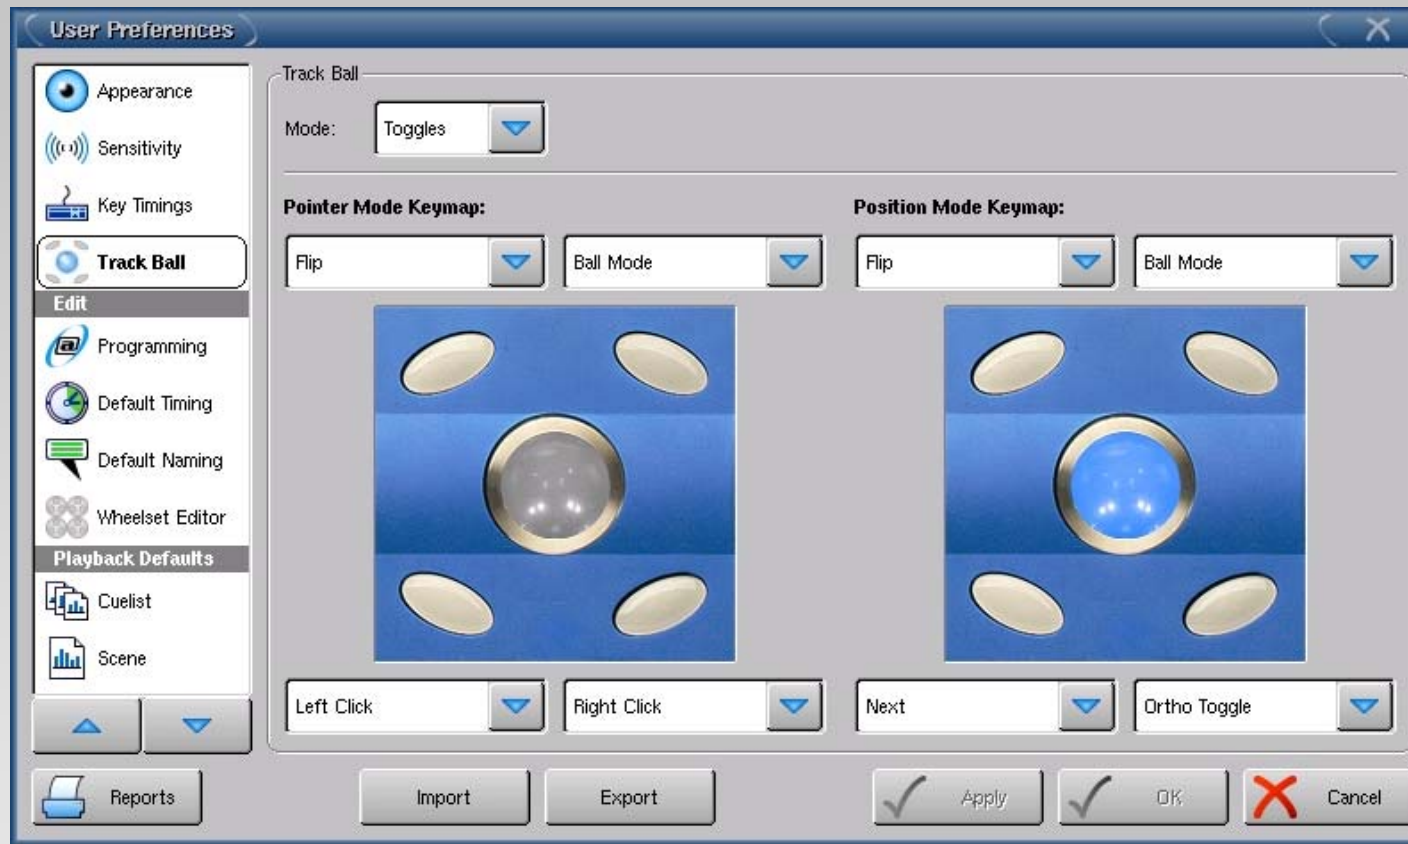 User Preferences
Appearance
Sensitivity
Key Timings
Track Ball
Edit
Programming
Default Timing
Default Naming
Wheelset Editor
Playback Defaults
Cuelist
Scene
Track Ball
Mode: Toggles
Pointer Mode Keymap:
Flip Ball Mode
Left Click Right Click
Position Mode Keymap:
Flip Ball Mode
Next Ortho Toggle
Reports Import Export Apply OK Cancel